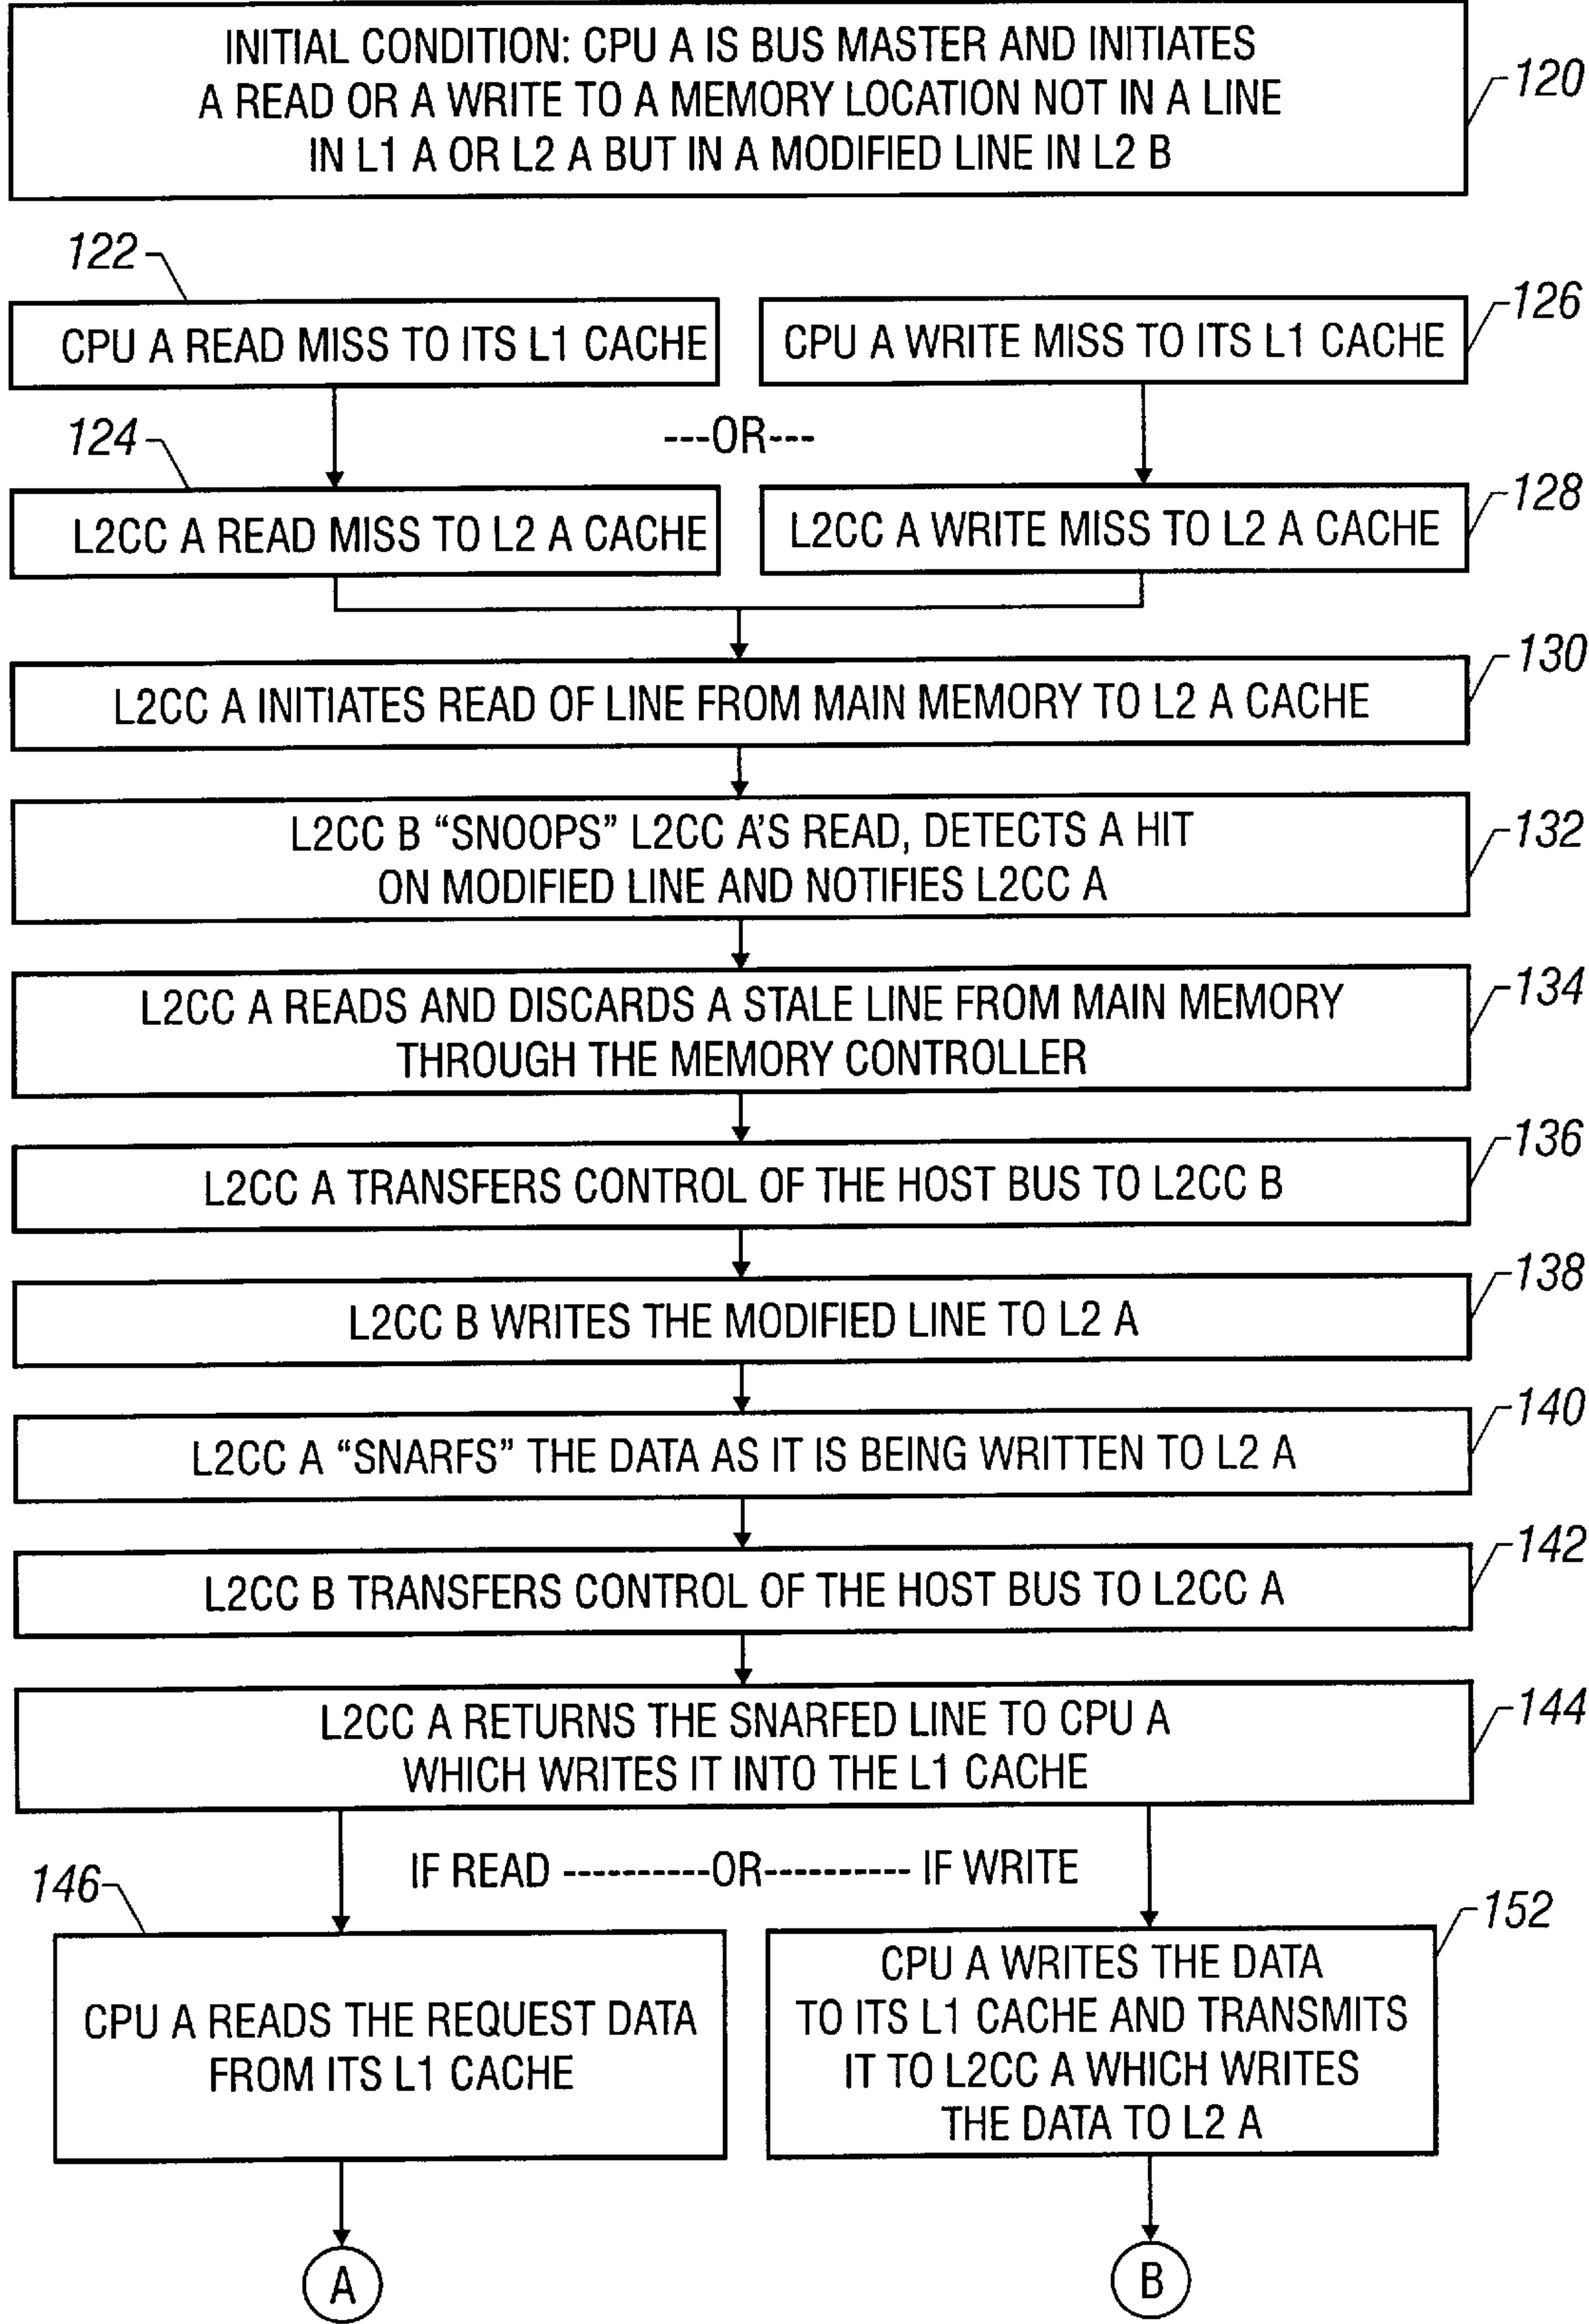 INITIAL CONDITION: CPU A IS BUS MASTER AND INITIATES
A READ OR A WRITE TO A MEMORY LOCATION NOT IN A LINE
IN L1 A OR L2 A BUT IN A MODIFIED LINE IN L2 B
120
122
CPU A READ MISS TO ITS L1 CACHE
126
CPU A WRITE MISS TO ITS L1 CACHE
---OR---
124
L2CC A READ MISS TO L2 A CACHE
128
L2CC A WRITE MISS TO L2 A CACHE
130
L2CC A INITIATES READ OF LINE FROM MAIN MEMORY TO L2 A CACHE
132
L2CC B “SNOOPS” L2CC A'S READ, DETECTS A HIT
ON MODIFIED LINE AND NOTIFIES L2CC A
134
L2CC A READS AND DISCARDS A STALE LINE FROM MAIN MEMORY
THROUGH THE MEMORY CONTROLLER
136
L2CC A TRANSFERS CONTROL OF THE HOST BUS TO L2CC B
138
L2CC B WRITES THE MODIFIED LINE TO L2 A
140
L2CC A “SNARFS” THE DATA AS IT IS BEING WRITTEN TO L2 A
142
L2CC B TRANSFERS CONTROL OF THE HOST BUS TO L2CC A
144
L2CC A RETURNS THE SNARFED LINE TO CPU A
WHICH WRITES IT INTO THE L1 CACHE
IF READ ----------OR---------- IF WRITE
146
CPU A READS THE REQUEST DATA
FROM ITS L1 CACHE
152
CPU A WRITES THE DATA
TO ITS L1 CACHE AND TRANSMITS
IT TO L2CC A WHICH WRITES
THE DATA TO L2 A
A
B